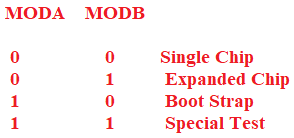 MODA MODB
0 0 Single Chip
0 1 Expanded Chip
1 0 Boot Strap
1 1 Special Test